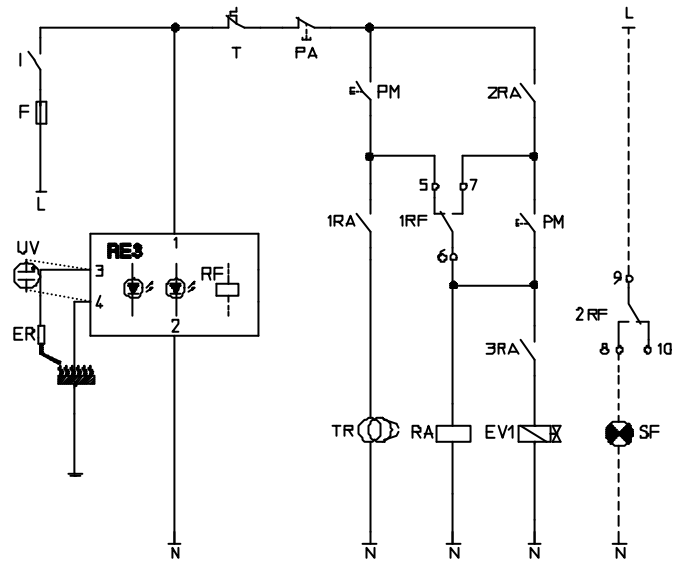 L
I
T
PA
F
PM
2RA
L
5
7
1RA
1RF
PM
UV
1
RE3
3
RF
6
4
9
2
2RF
ER
3RA
8
10
TR
RA
EV1
SF
N
N
N
N
N